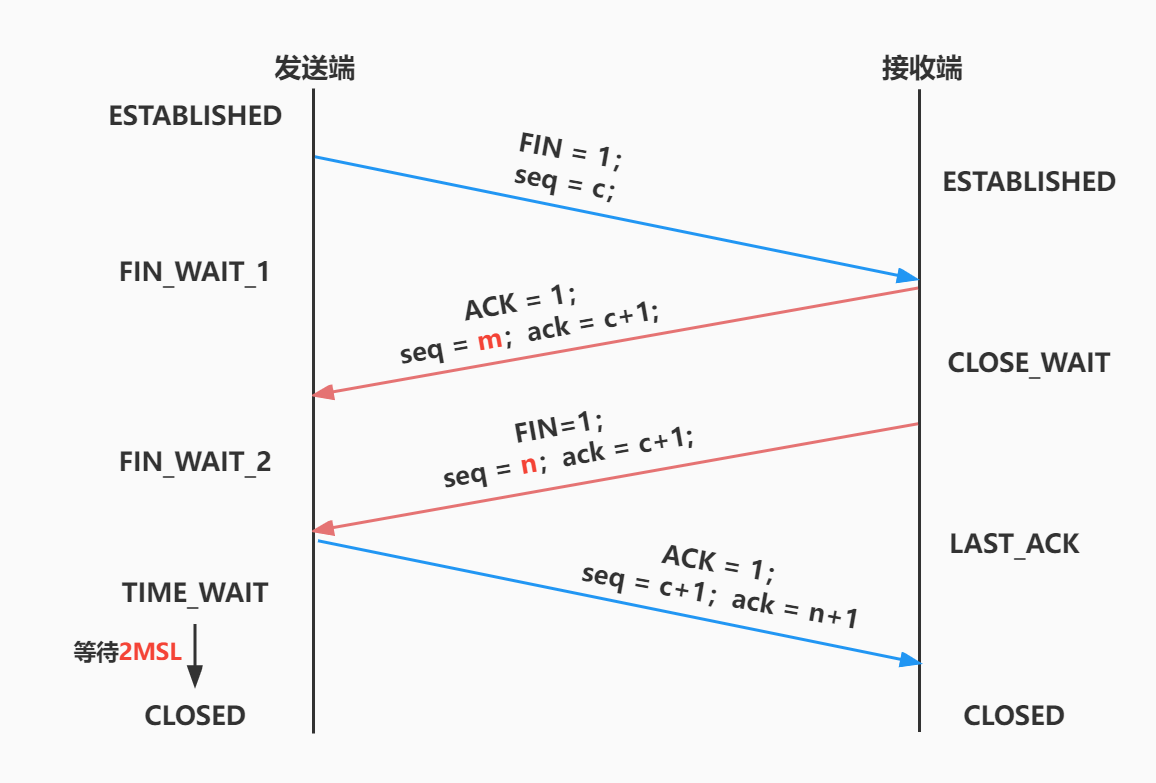 发送端
接收端
ESTABLISHED
FIN = 1;
seq = c;
ESTABLISHED
FIN_WAIT_1
ACK = 1;
seq = m; ack = c+1;
CLOSE_WAIT
FIN=1;
seq = n; ack = c+1;
FIN_WAIT_2
LAST_ACK
ACK = 1;
seq = c+1; ack = n+1
TIME_WAIT
等待2MSL
CLOSED
CLOSED